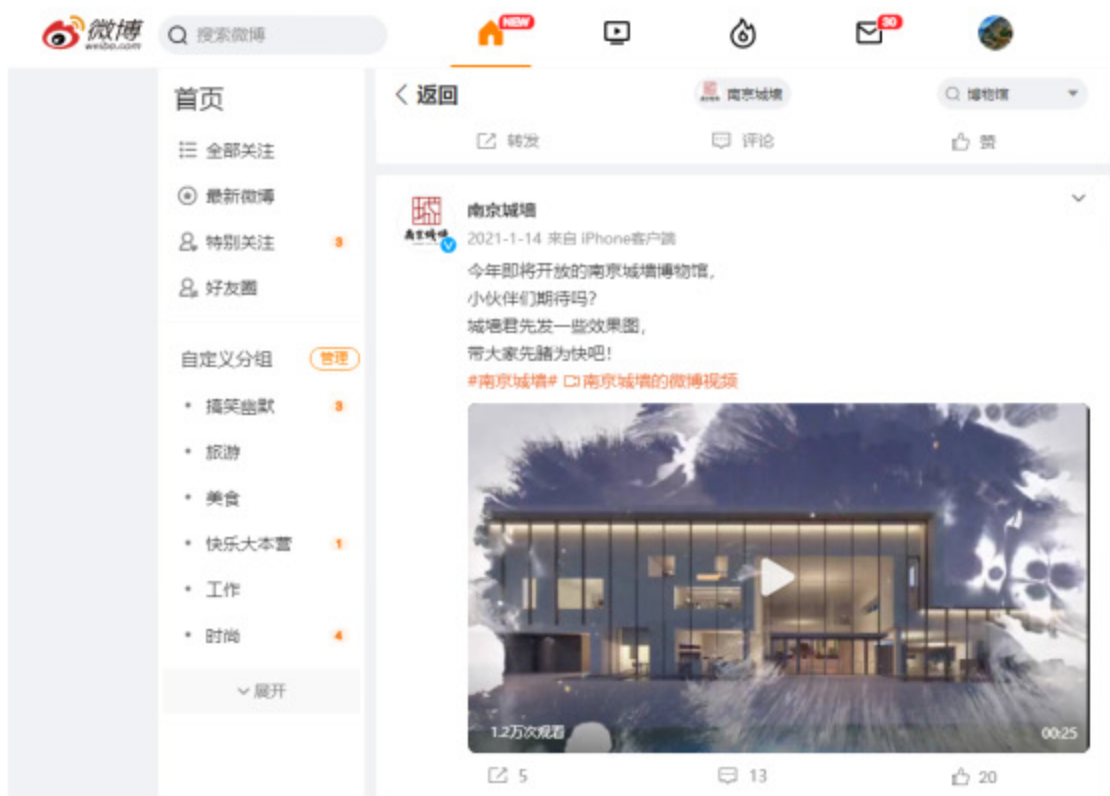 微博
weibo.com
搜索微博
NEW
30
首页
全部关注
最新微博
特别关注 3
好友圈
自定义分组 管理
搞笑幽默 3
旅游
美食
快乐大本营 1
工作
时尚 4
展开
返回
南京城墙
博物馆
转发 评论 赞
南京城墙
南京城墙
2021-1-14 来自 iPhone客户端
今年即将开放的南京城墙博物馆，
小伙伴们期待吗？
城墙君先发一些效果图，
带大家先睹为快吧！
#南京城墙# 南京城墙的微博视频
1.2万次观看
00:25
5 13 20